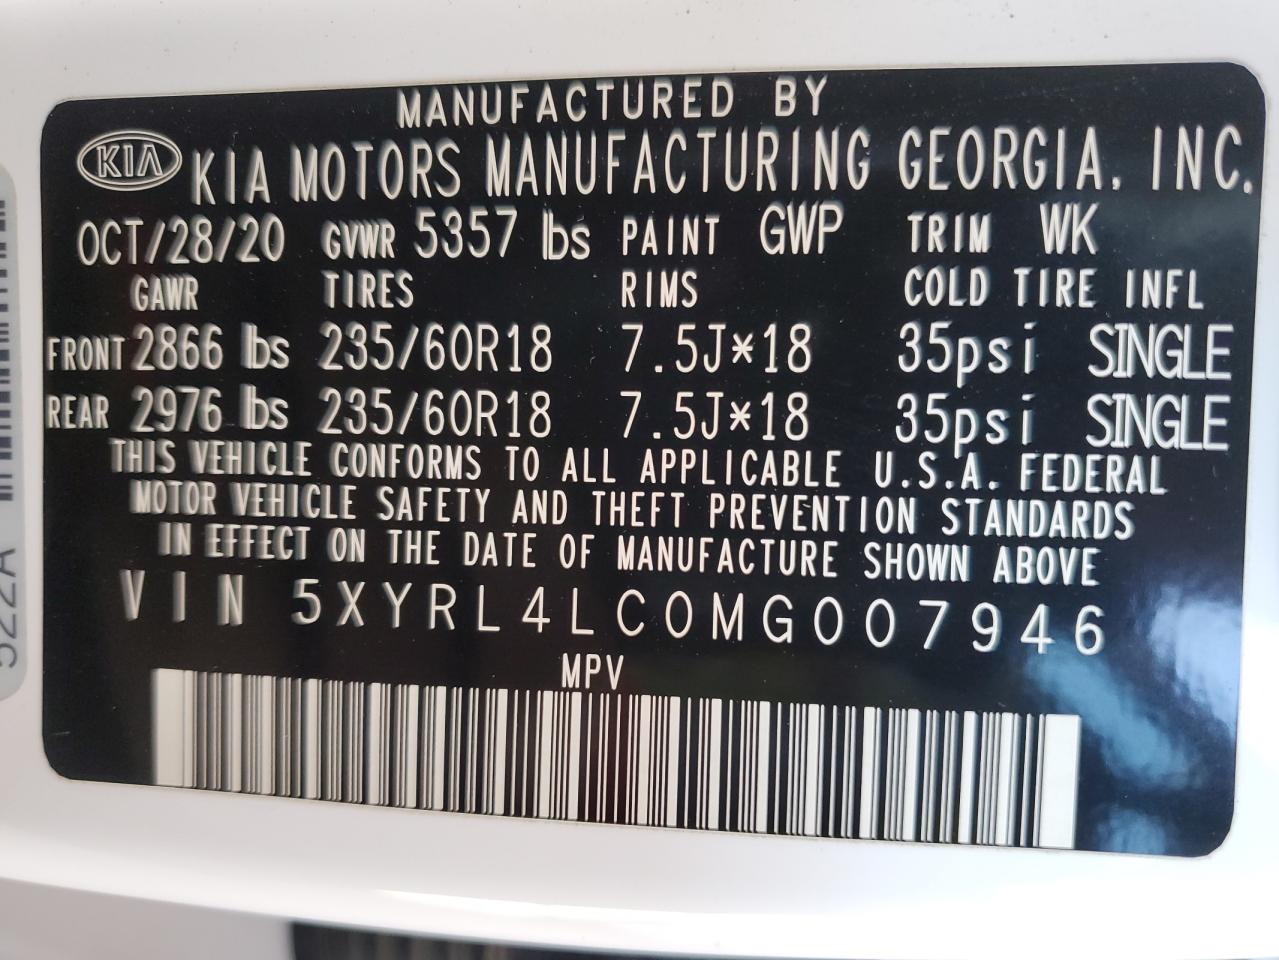 MANUFACTURED BY
KIA KIA MOTORS MANUFACTURING GEORGIA, INC.
OCT/28/20 GVWR 5357 lbs PAINT GWP TRIM WK
GAWR TIRES RIMS COLD TIRE INFL
FRONT 2866 lbs 235/60R18 7.5J*18 35psi SINGLE
REAR 2976 lbs 235/60R18 7.5J*18 35psi SINGLE
THIS VEHICLE CONFORMS TO ALL APPLICABLE U.S.A. FEDERAL
MOTOR VEHICLE SAFETY AND THEFT PREVENTION STANDARDS
IN EFFECT ON THE DATE OF MANUFACTURE SHOWN ABOVE
VIN 5XYRL4LC0MG007946
MPV
522A